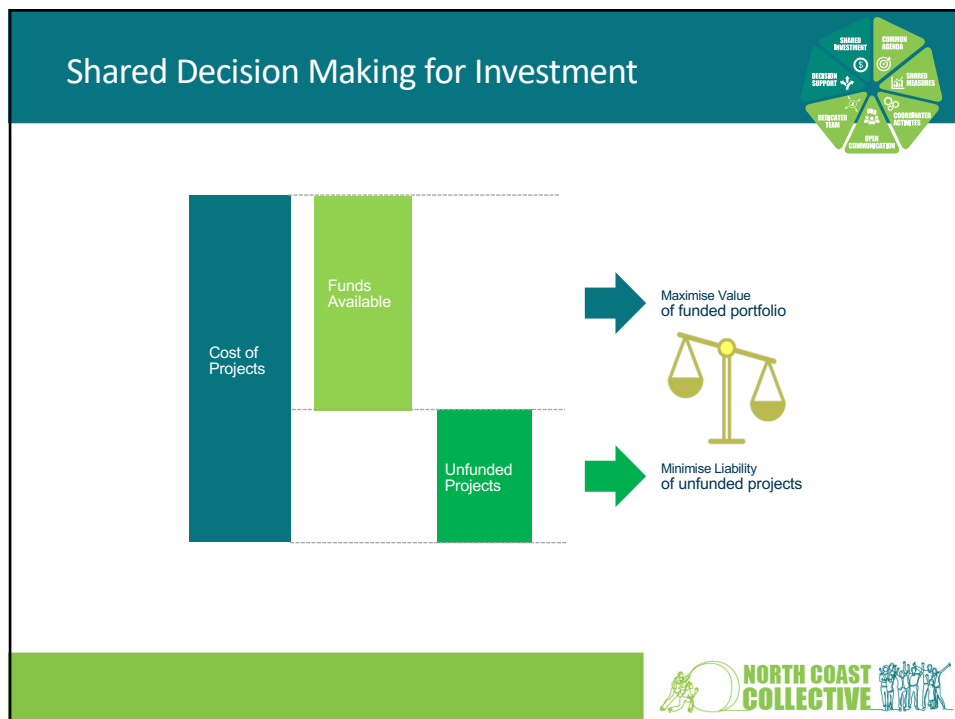 Shared Decision Making for Investment
SHARED
INVESTMENT
COMMON
AGENDA
DECISION
SUPPORT
SHARED
MEASURES
DEDICATED
TEAM
COORDINATED
ACTIVITES
OPEN
COMMUNICATION
Cost of
Projects
Funds
Available
Unfunded
Projects
Maximise Value
of funded portfolio
Minimise Liability
of unfunded projects
NORTH COAST
COLLECTIVE